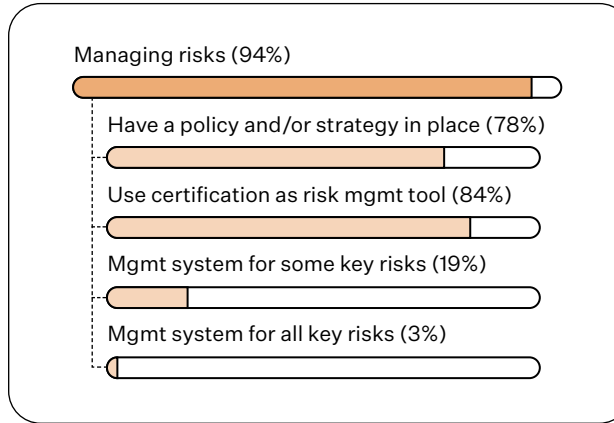 Managing risks (94%)
Have a policy and/or strategy in place (78%)
Use certification as risk mgmt tool (84%)
Mgmt system for some key risks (19%)
Mgmt system for all key risks (3%)